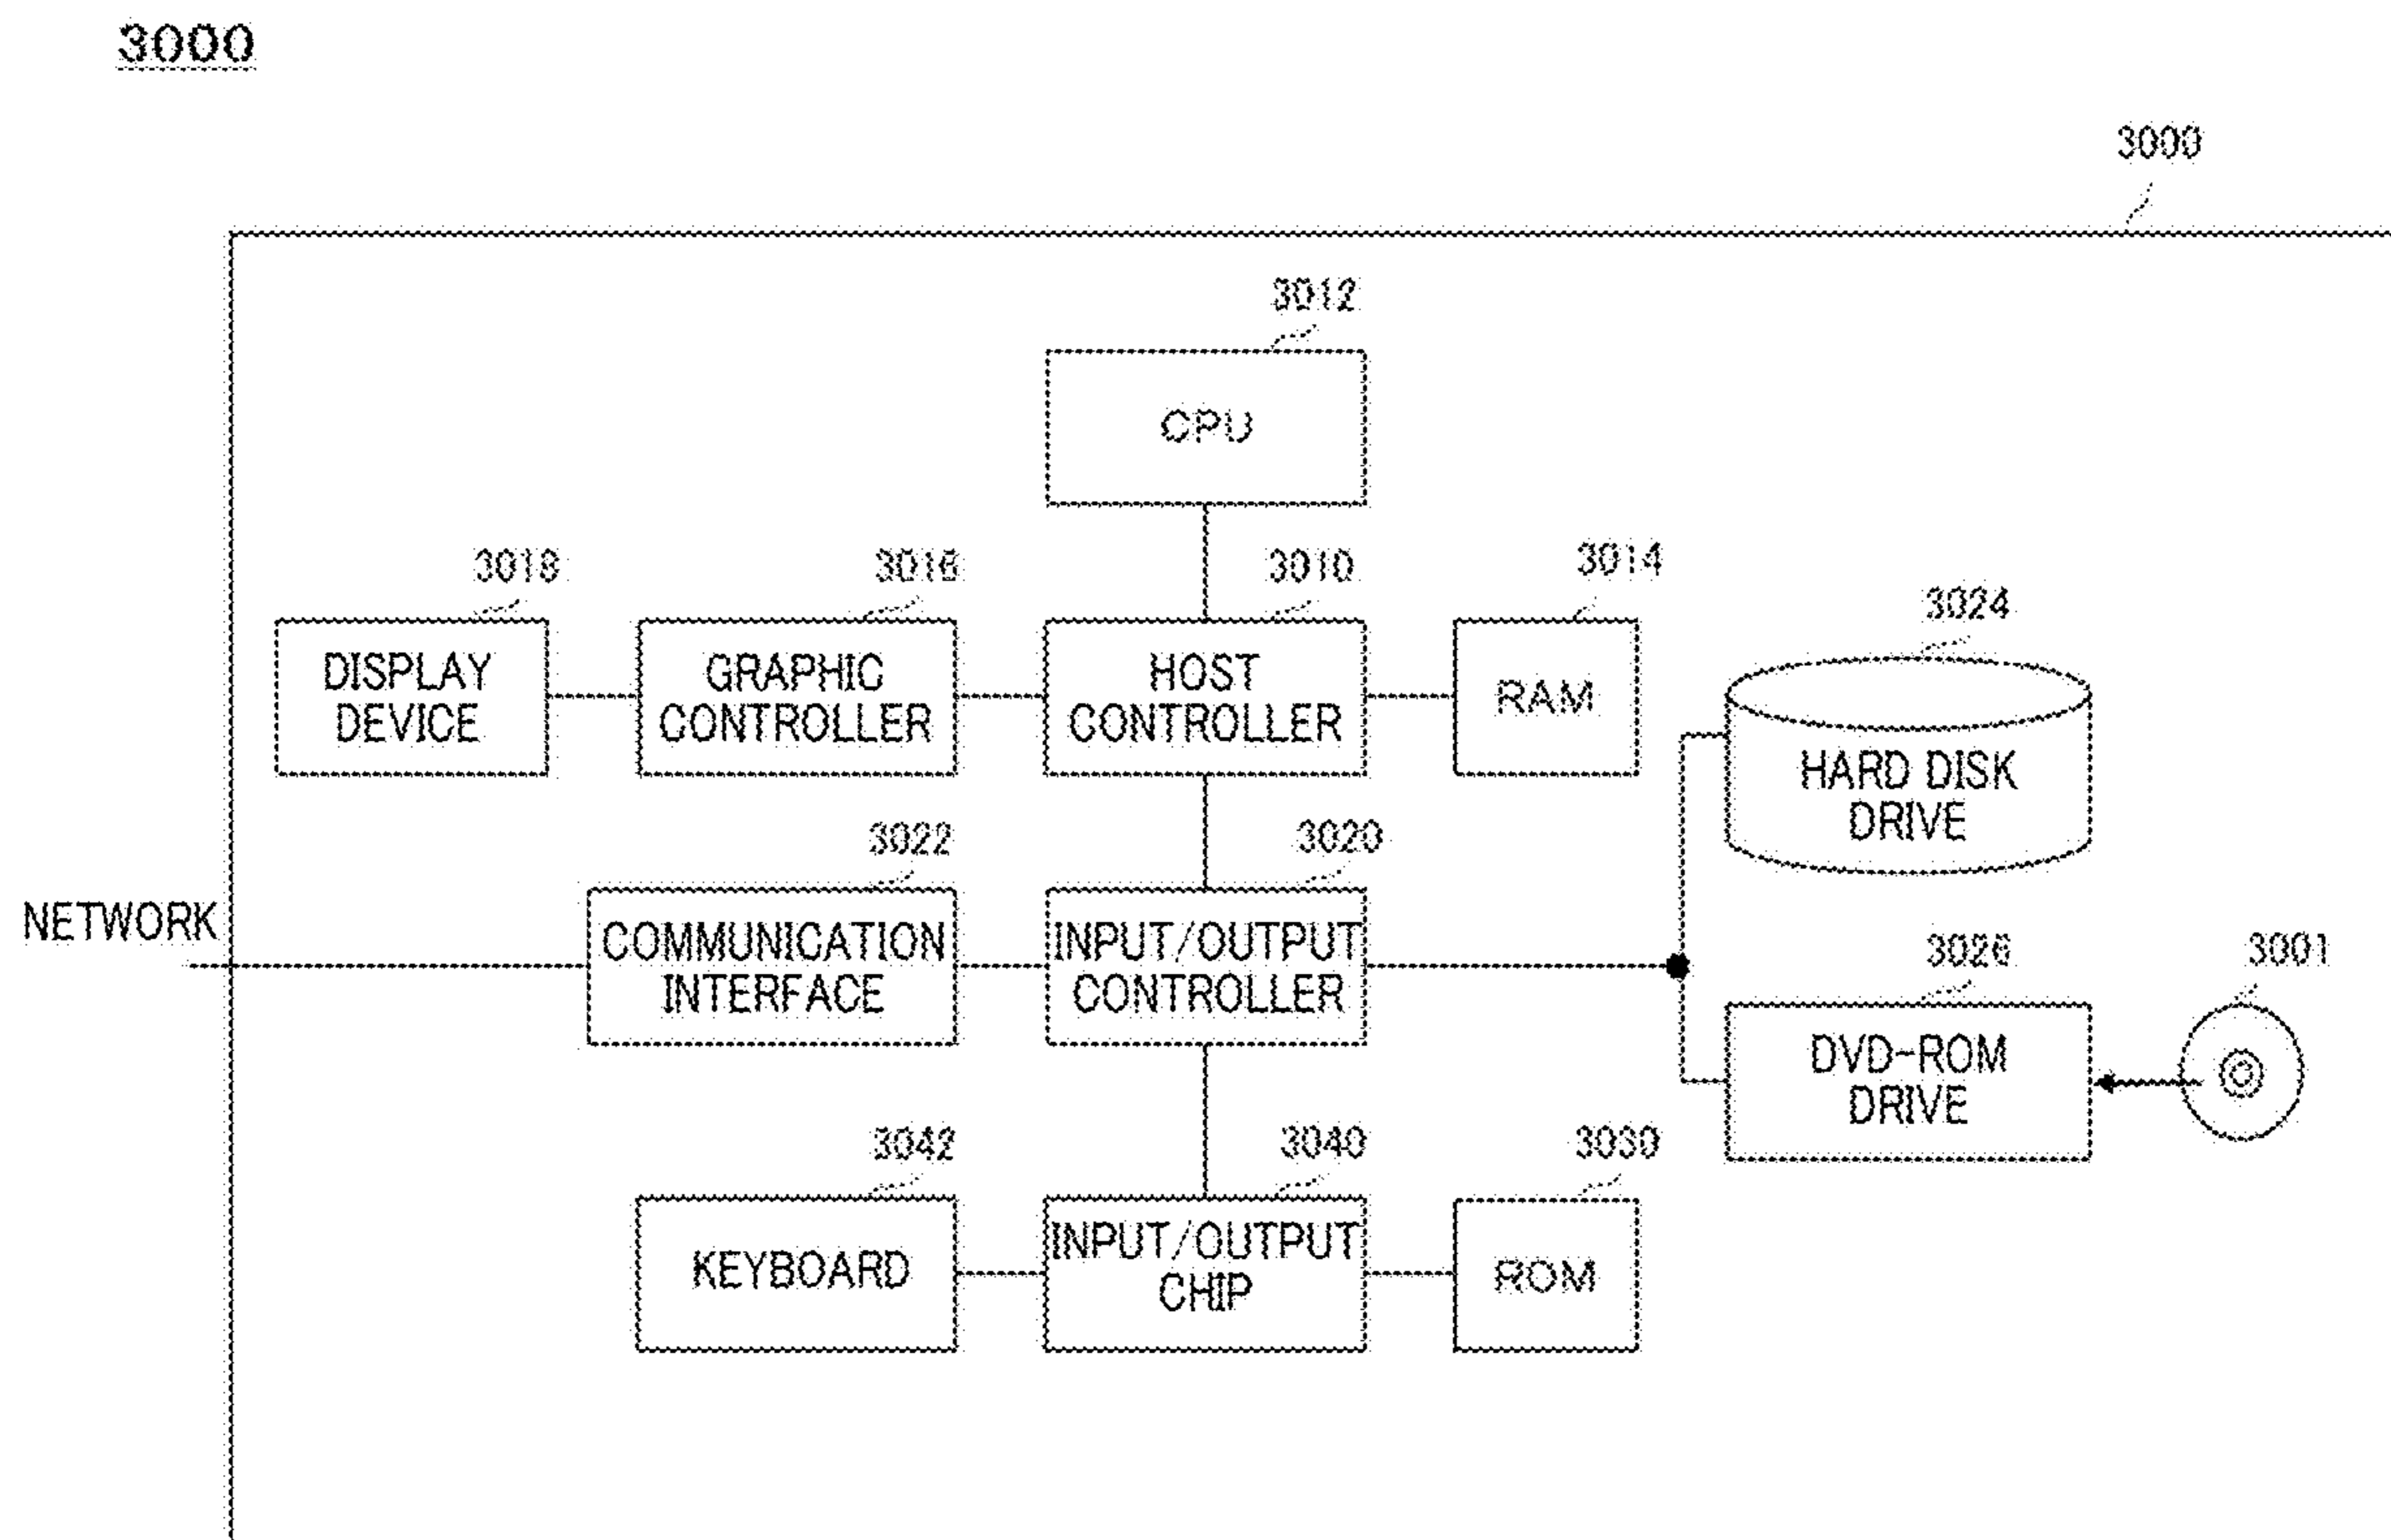 3000
3000
3012
CPU
3018
3016
3010
3014
3024
DISPLAY
DEVICE
GRAPHIC
CONTROLLER
HOST
CONTROLLER
RAM
HARD DISK
DRIVE
3022
3020
NETWORK
COMMUNICATION
INTERFACE
INPUT/OUTPUT
CONTROLLER
3026
3001
DVD-ROM
DRIVE
3042
3040
3030
KEYBOARD
INPUT/OUTPUT
CHIP
ROM